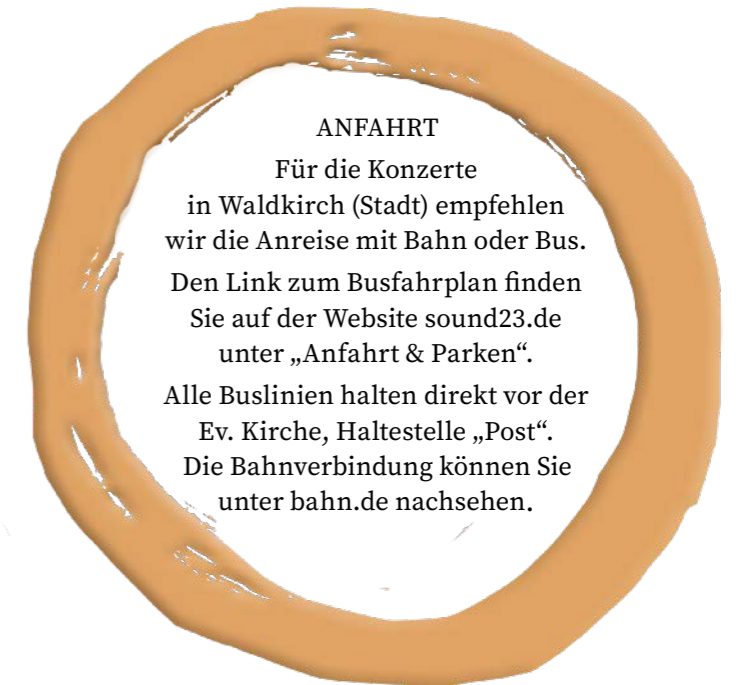 ANFAHRT
Für die Konzerte
in Waldkirch (Stadt) empfehlen
wir die Anreise mit Bahn oder Bus.
Den Link zum Busfahrplan finden
Sie auf der Website sound23.de
unter „Anfahrt & Parken“.
Alle Buslinien halten direkt vor der
Ev. Kirche, Haltestelle „Post“.
Die Bahnverbindung können Sie
unter bahn.de nachsehen.